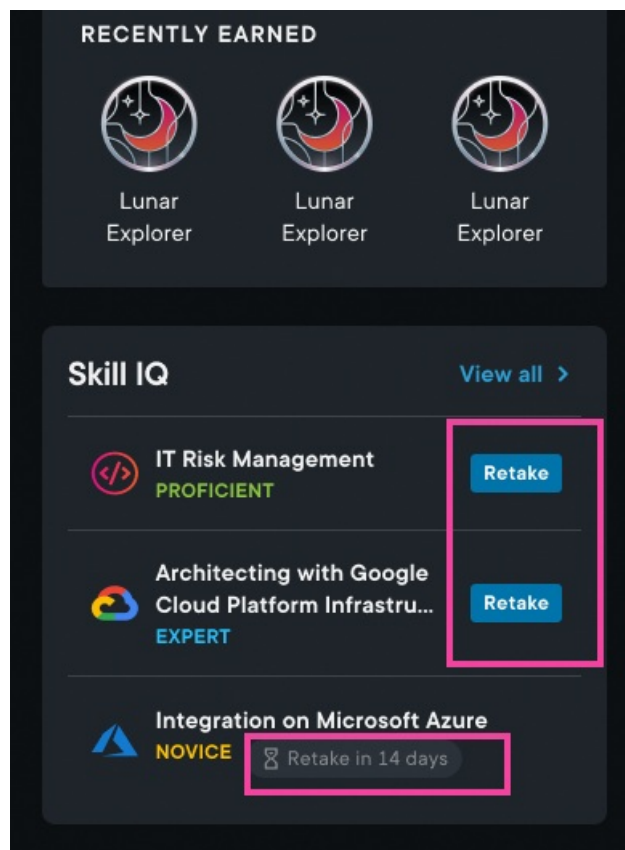 RECENTLY EARNED
Lunar Lunar Lunar
Explorer Explorer Explorer
Skill IQ View all >
IT Risk Management
PROFICIENT
Retake
Architecting with Google
Cloud Platform Infrastru...
EXPERT
Retake
Integration on Microsoft Azure
NOVICE Retake in 14 days